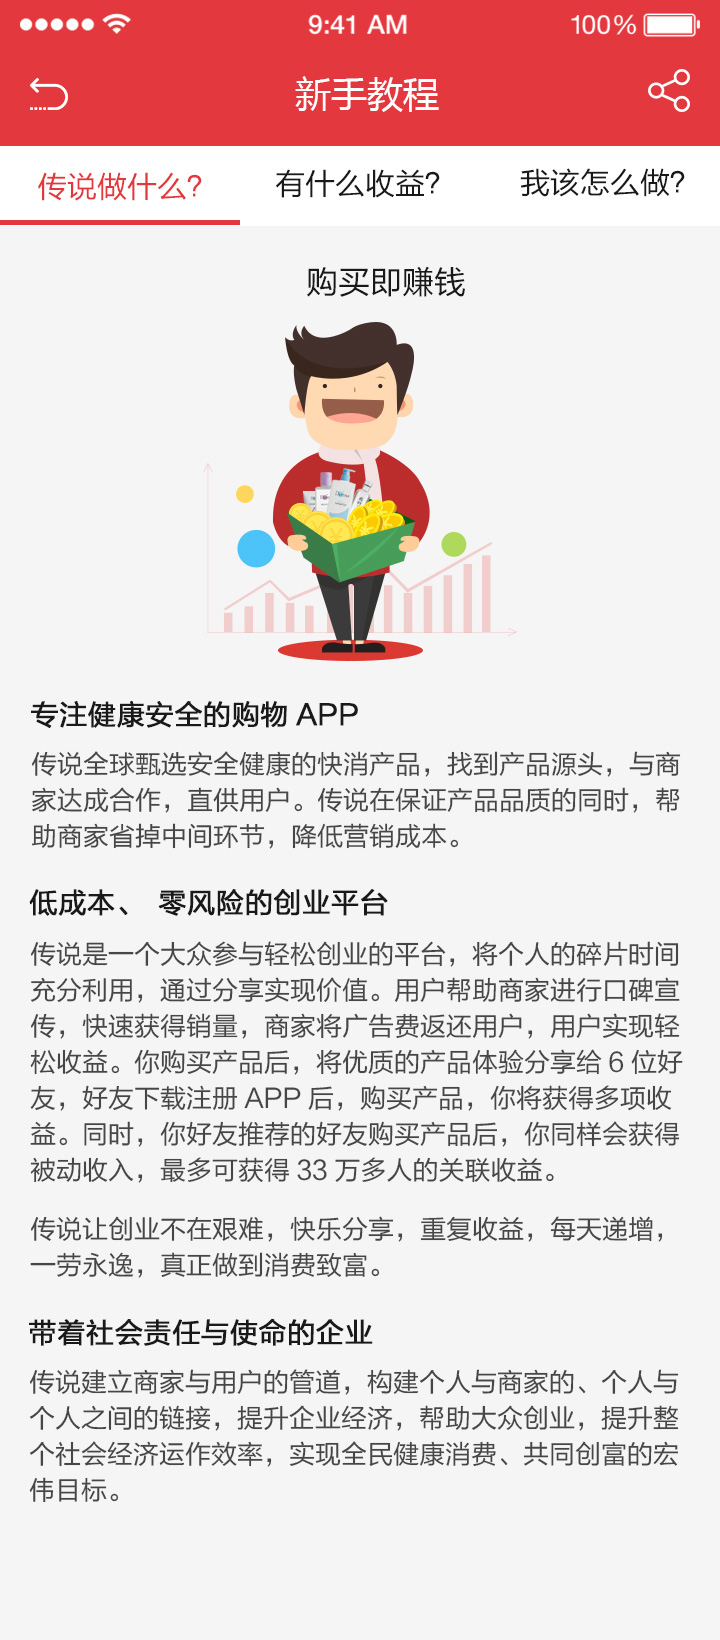 9:41 AM
100%
新手教程
传说做什么?
有什么收益?
我该怎么做?
购买即赚钱
专注健康安全的购物 APP
传说全球甄选安全健康的快消产品，找到产品源头，与商
家达成合作，直供用户。传说在保证产品品质的同时，帮
助商家省掉中间环节，降低营销成本。
低成本、 零风险的创业平台
传说是一个大众参与轻松创业的平台，将个人的碎片时间
充分利用，通过分享实现价值。用户帮助商家进行口碑宣
传，快速获得销量，商家将广告费返还用户，用户实现轻
松收益。你购买产品后，将优质的产品体验分享给 6 位好
友，好友下载注册 APP 后，购买产品，你将获得多项收
益。同时，你好友推荐的好友购买产品后，你同样会获得
被动收入，最多可获得 33 万多人的关联收益。
传说让创业不在艰难，快乐分享，重复收益，每天递增，
一劳永逸，真正做到消费致富。
带着社会责任与使命的企业
传说建立商家与用户的管道，构建个人与商家的、个人与
个人之间的链接，提升企业经济，帮助大众创业，提升整
个社会经济运作效率，实现全民健康消费、共同创富的宏
伟目标。